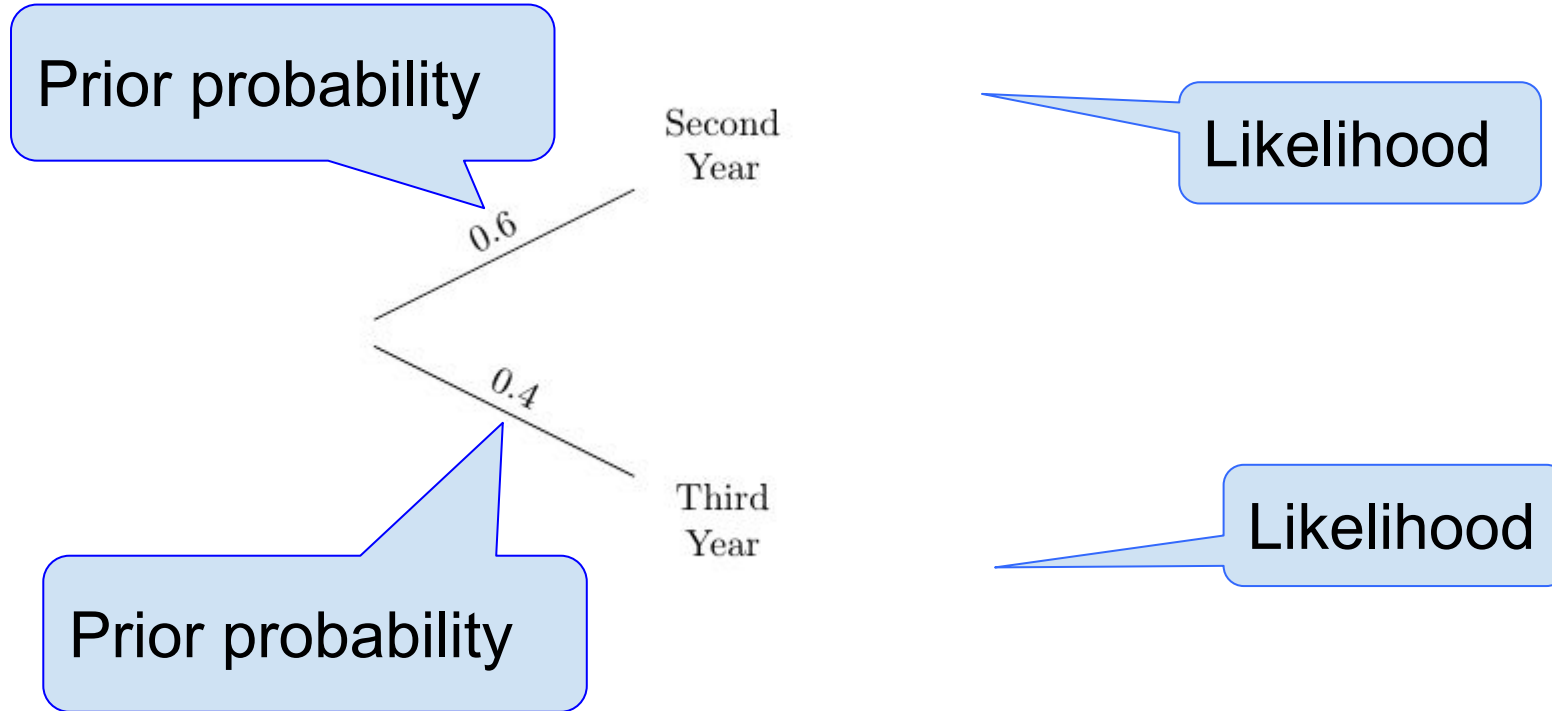 Prior probability
Second
Year
Likelihood
0.6
0.4
Third
Year
Likelihood
Prior probability